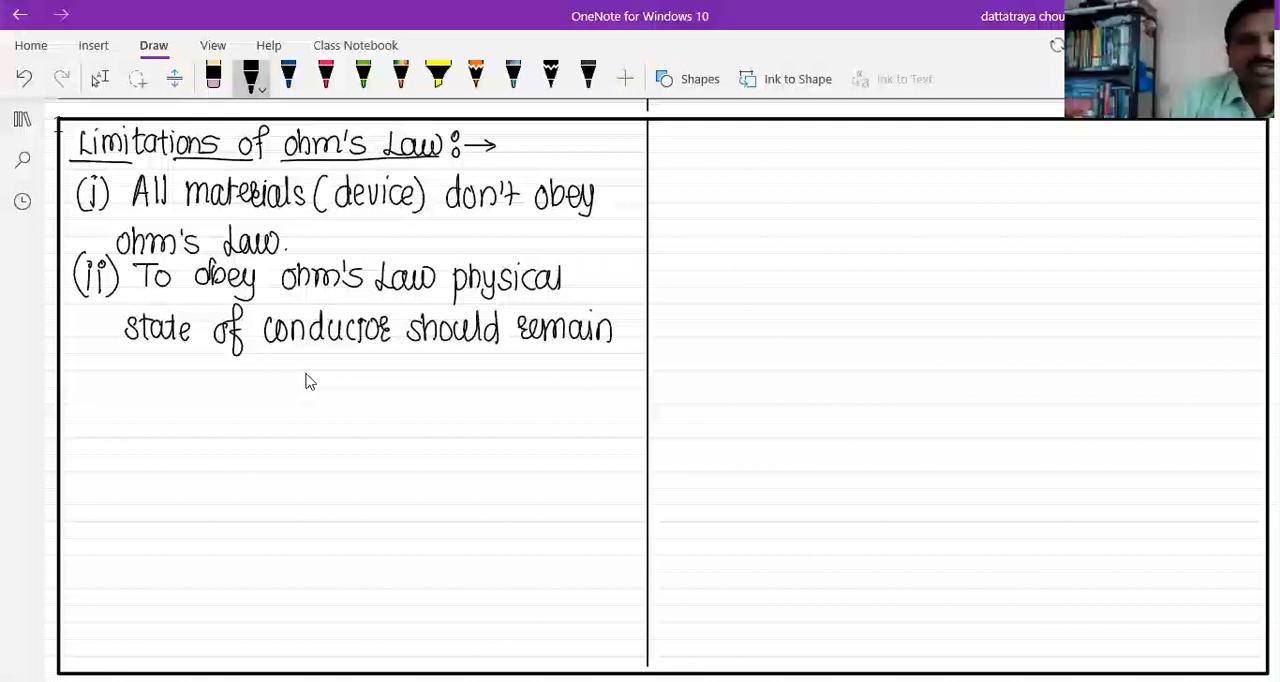 OneNote for Windows 10
dattatraya chou
Home Insert Draw View Help Class Notebook
Shapes Ink to Shape Ink to Text
Limitations of ohm's Law :→
(i) All materials (device) don't obey
ohm's Law.
(ii) To obey ohm's Law physical
state of conductor should remain